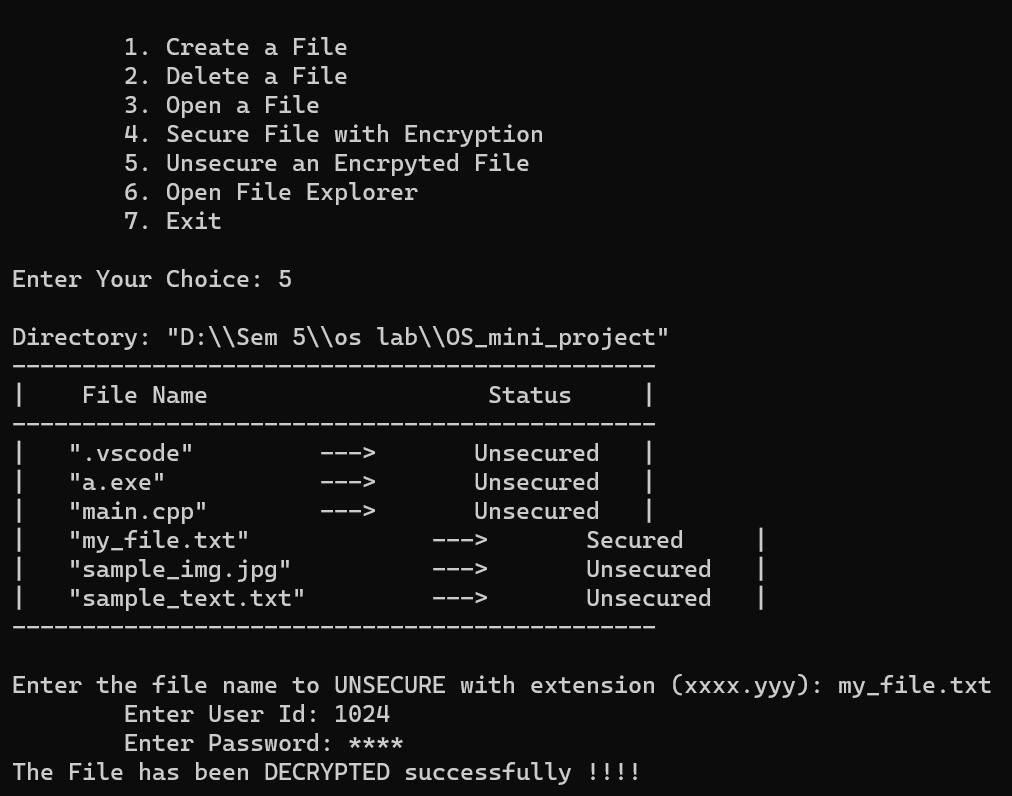 1. Create a File
2. Delete a File
3. Open a File
4. Secure File with Encryption
5. Unsecure an Encrpyted File
6. Open File Explorer
7. Exit
Enter Your Choice: 5
Directory: "D:\\Sem 5\\os lab\\OS_mini_project"
----------------------------------------------
|    File Name                    Status     |
----------------------------------------------
|   ".vscode"         --->       Unsecured   |
|   "a.exe"           --->       Unsecured   |
|   "main.cpp"        --->       Unsecured   |
|   "my_file.txt"             --->       Secured     |
|   "sample_img.jpg"          --->       Unsecured   |
|   "sample_text.txt"         --->       Unsecured   |
----------------------------------------------
Enter the file name to UNSECURE with extension (xxxx.yyy): my_file.txt
Enter User Id: 1024
Enter Password: ****
The File has been DECRYPTED successfully !!!!